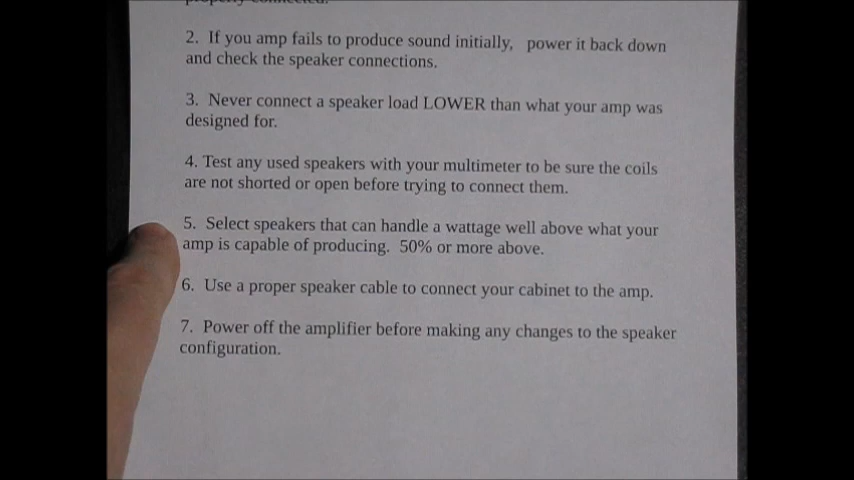 properly connected.
2. If you amp fails to produce sound initially, power it back down
and check the speaker connections.
3. Never connect a speaker load LOWER than what your amp was
designed for.
4. Test any used speakers with your multimeter to be sure the coils
are not shorted or open before trying to connect them.
5. Select speakers that can handle a wattage well above what your
amp is capable of producing. 50% or more above.
6. Use a proper speaker cable to connect your cabinet to the amp.
7. Power off the amplifier before making any changes to the speaker
configuration.